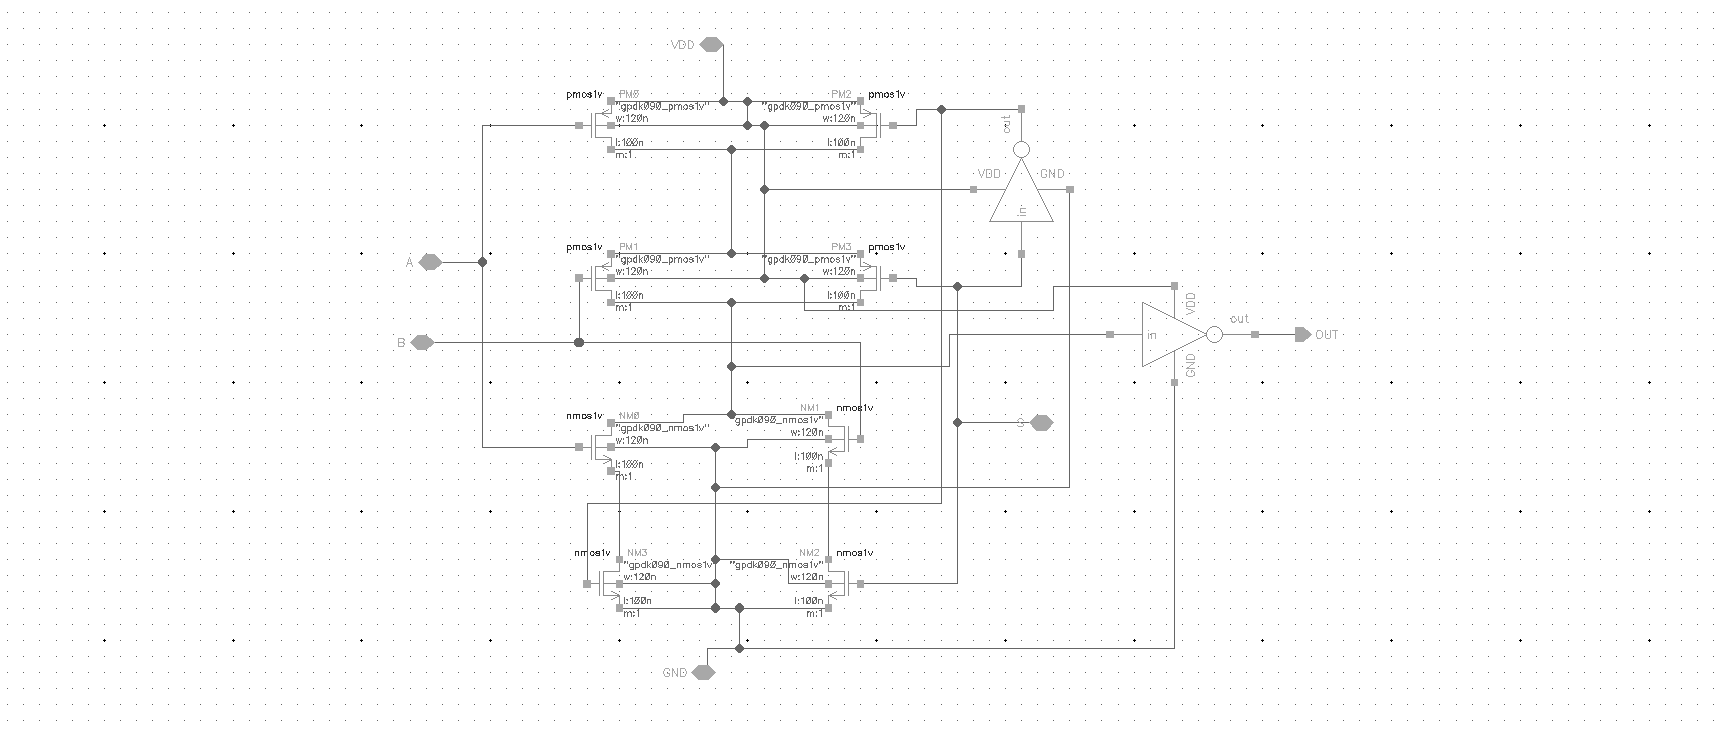 VDD
pmos1v PM0 PM2 pmos1v
"gpdk090_pmos1v" "gpdk090_pmos1v"
w:120n w:120n
l:100n l:100n
m:1 m:1
out
VDD GND
in
pmos1v PM1 PM3 pmos1v
"gpdk090_pmos1v" "gpdk090_pmos1v"
A
w:120n w:120n
l:100n l:100n
m:1 m:1
VDD
out
in
OUT
B
GND
nmos1v NM0 NM1 nmos1v
"gpdk090_nmos1v" gpdk090_nmos1v"
w:120n w:120n
l:100n l:100n
m:1 m:1
nmos1v NM3 NM2 nmos1v
"gpdk090_nmos1v" "gpdk090_nmos1v"
w:120n w:120n
l:100n l:100n
m:1 m:1
GND